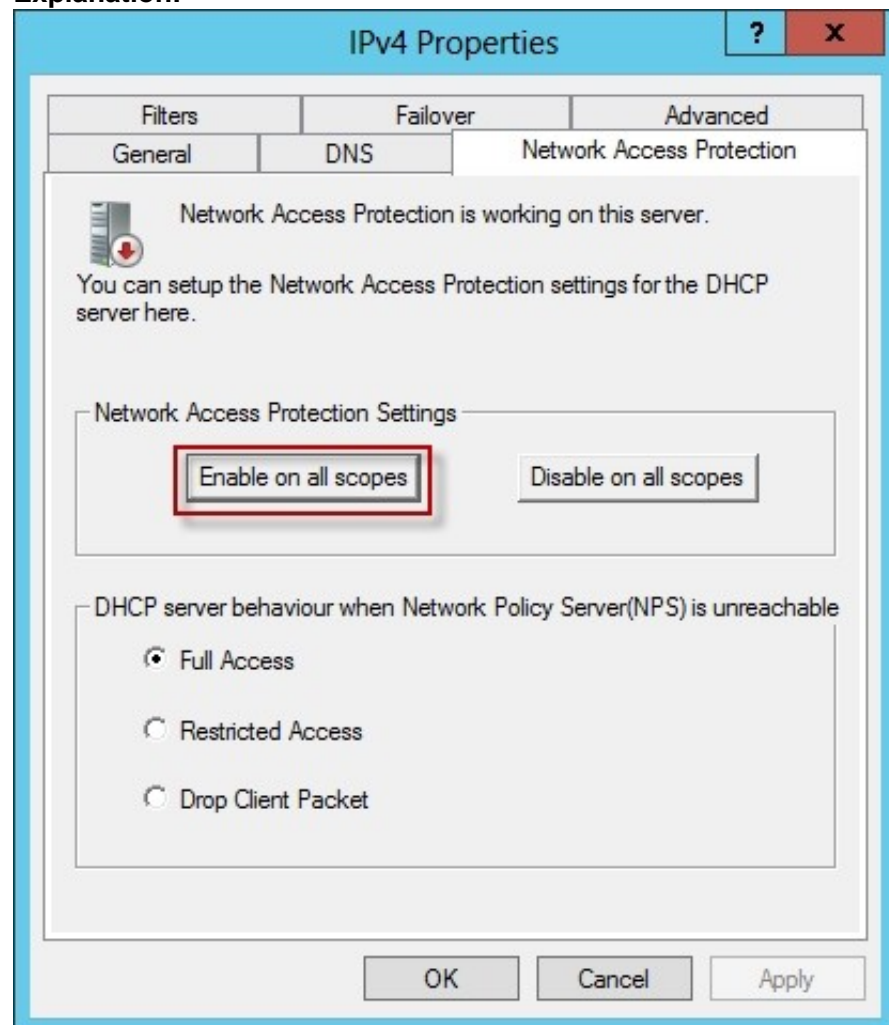 Explanation:
IPv4 Properties
? x
Filters Failover Advanced
General DNS Network Access Protection
Network Access Protection is working on this server.
You can setup the Network Access Protection settings for the DHCP
server here.
Network Access Protection Settings
Enable on all scopes Disable on all scopes
DHCP server behaviour when Network Policy Server(NPS) is unreachable
Full Access
Restricted Access
Drop Client Packet
OK Cancel Apply